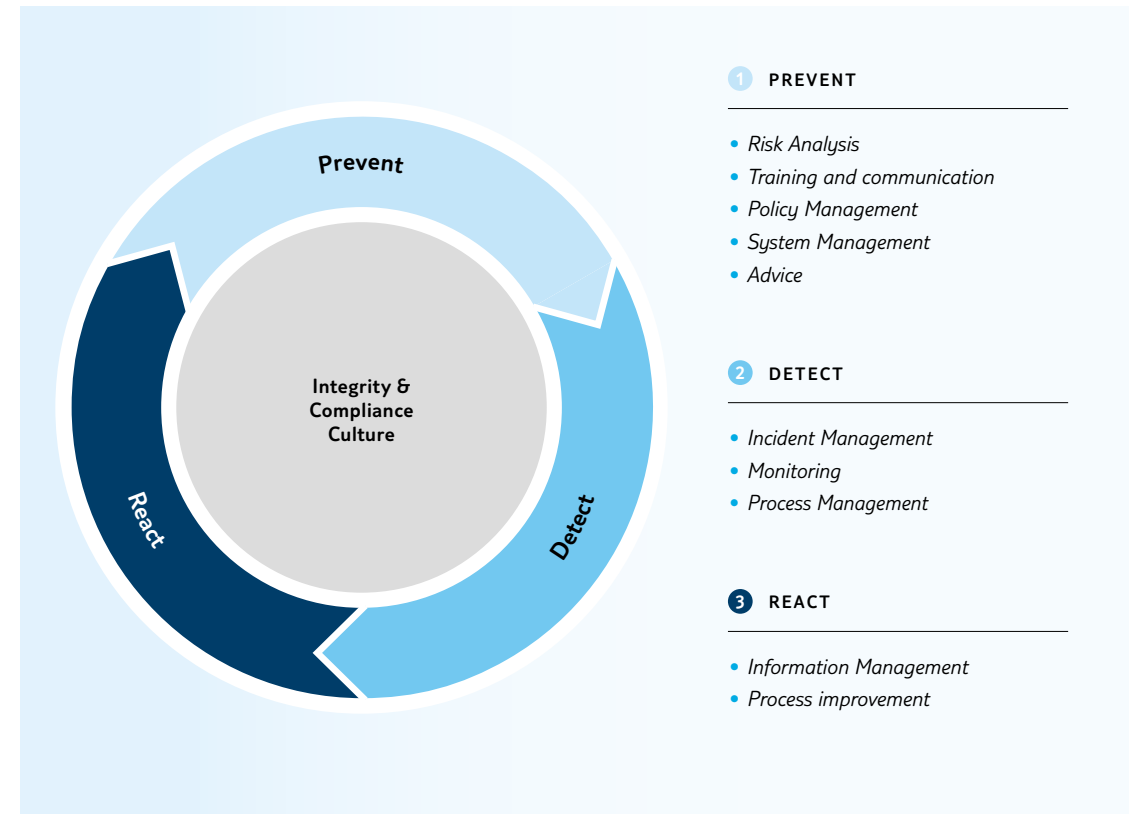 Prevent
React
Detect
Integrity &
Compliance
Culture
1 PREVENT
• Risk Analysis
• Training and communication
• Policy Management
• System Management
• Advice
2 DETECT
• Incident Management
• Monitoring
• Process Management
3 REACT
• Information Management
• Process improvement